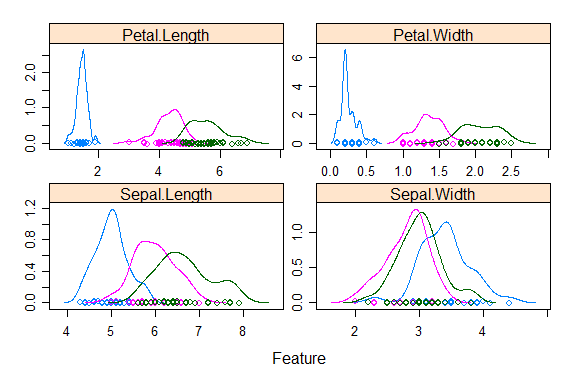 Petal.Length
Petal.Width
0.0 1.0 2.0
0 2 4 6
2 4 6
0.0 0.5 1.0 1.5 2.0 2.5
Sepal.Length
Sepal.Width
0.0 0.4 0.8 1.2
0.0 0.5 1.0
4 5 6 7 8
2 3 4
Feature